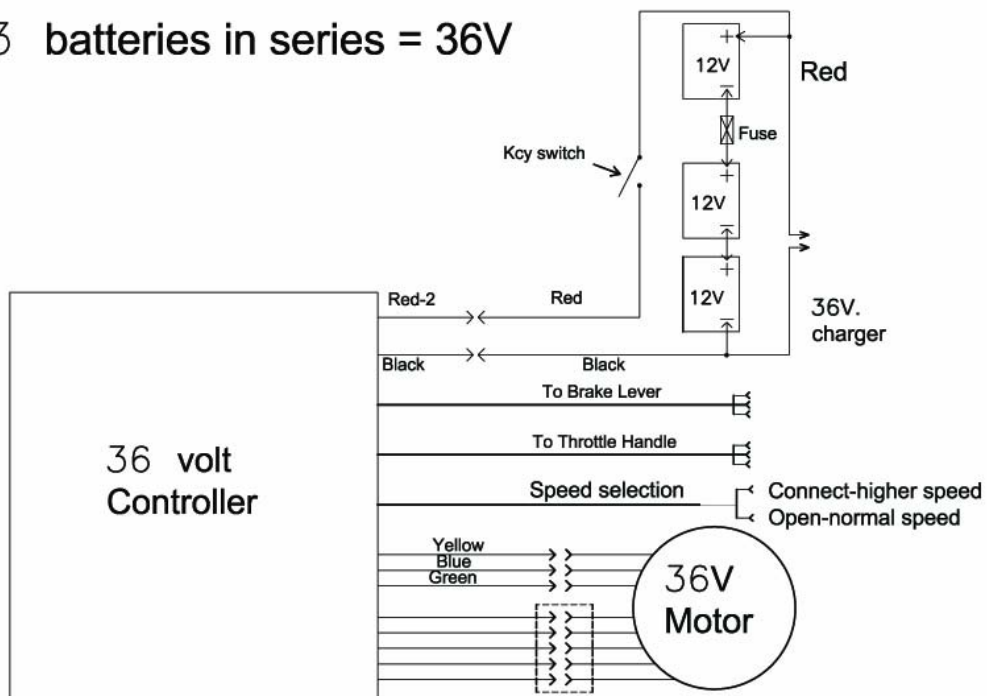 3 batteries in series = 36V
+
12V
−
Red
Fuse
Kcy switch
+
12V
−
+
12V
−
36V.
charger
Red-2
Red
Black
Black
To Brake Lever
To Throttle Handle
Speed selection
Connect-higher speed
Open-normal speed
36 volt
Controller
Yellow
Blue
Green
36V
Motor